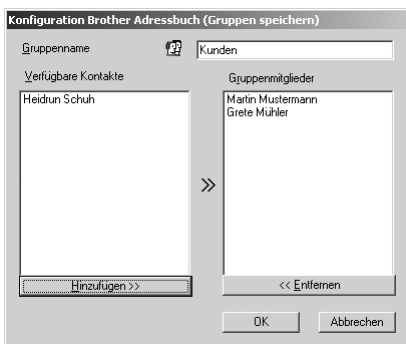 Konfiguration Brother Adressbuch (Gruppen speichern)
Gruppenname
Kunden
Verfügbare Kontakte
Gruppenmitglieder
Heidrun Schuh
Martin Mustermann
Grete Mühler
>>
Hinzufügen >>
<< Entfernen
OK
Abbrechen